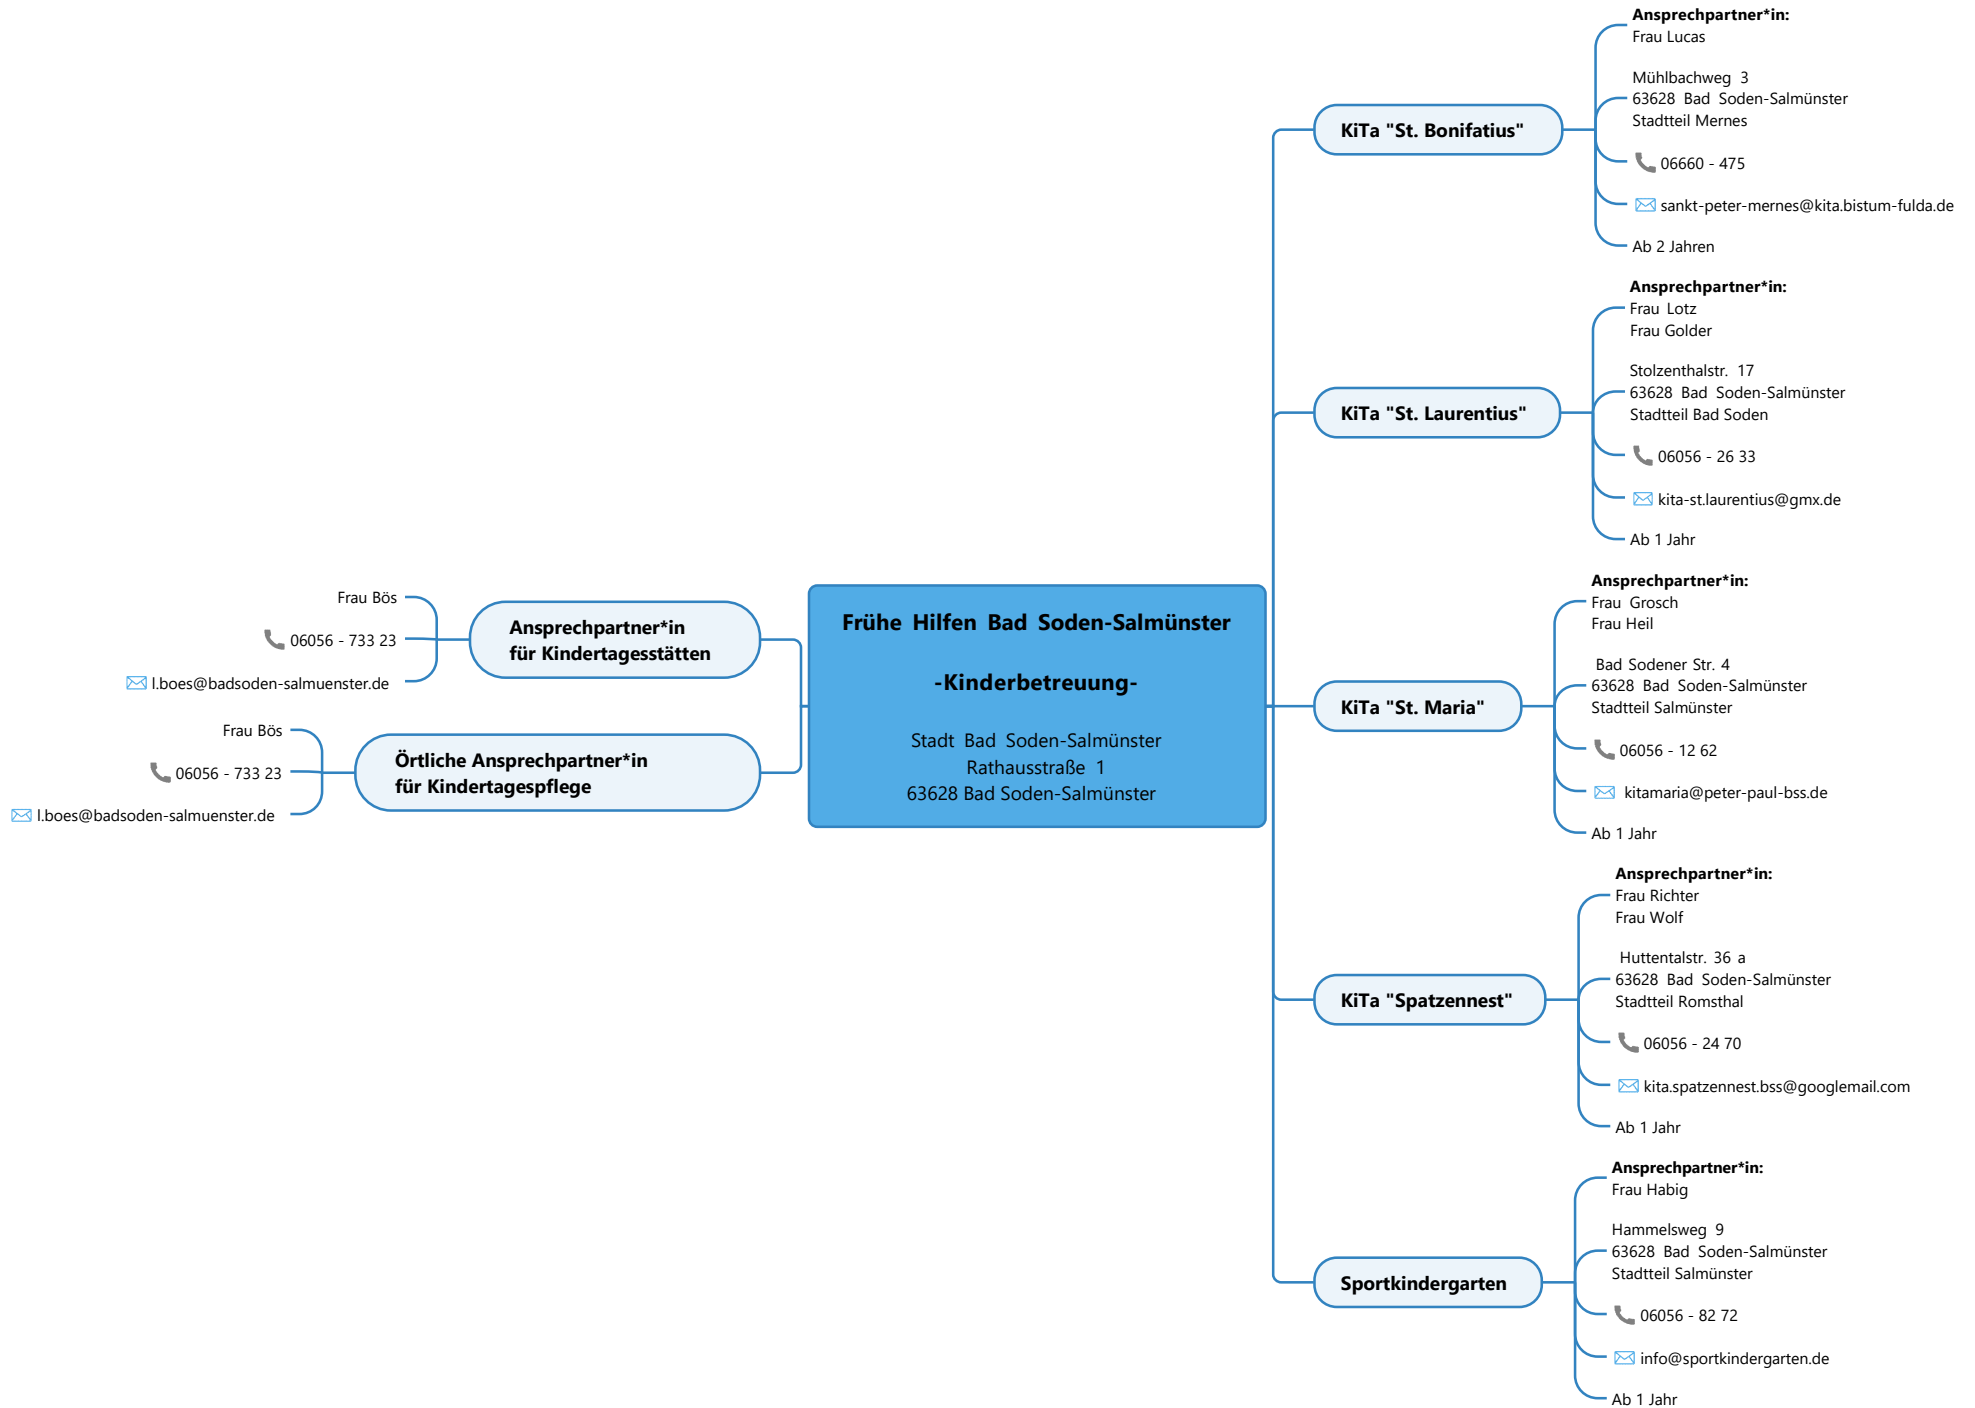 Frühe Hilfen Bad Soden-Salmünster
-Kinderbetreuung-
Stadt Bad Soden-Salmünster
Rathausstraße 1
63628 Bad Soden-Salmünster
Ansprechpartner*in
für Kindertagesstätten
Frau Bös
06056 - 733 23
l.boes@badsoden-salmuenster.de
Örtliche Ansprechpartner*in
für Kindertagespflege
Frau Bös
06056 - 733 23
l.boes@badsoden-salmuenster.de
KiTa "St. Bonifatius"
Ansprechpartner*in:
Frau Lucas
Mühlbachweg 3
63628 Bad Soden-Salmünster
Stadtteil Mernes
06660 - 475
sankt-peter-mernes@kita.bistum-fulda.de
Ab 2 Jahren
KiTa "St. Laurentius"
Ansprechpartner*in:
Frau Lotz
Frau Golder
Stolzenthalstr. 17
63628 Bad Soden-Salmünster
Stadtteil Bad Soden
06056 - 26 33
kita-st.laurentius@gmx.de
Ab 1 Jahr
KiTa "St. Maria"
Ansprechpartner*in:
Frau Grosch
Frau Heil
Bad Sodener Str. 4
63628 Bad Soden-Salmünster
Stadtteil Salmünster
06056 - 12 62
kitamaria@peter-paul-bss.de
Ab 1 Jahr
KiTa "Spatzennest"
Ansprechpartner*in:
Frau Richter
Frau Wolf
Huttentalstr. 36 a
63628 Bad Soden-Salmünster
Stadtteil Romsthal
06056 - 24 70
kita.spatzennest.bss@googlemail.com
Ab 1 Jahr
Sportkindergarten
Ansprechpartner*in:
Frau Habig
Hammelsweg 9
63628 Bad Soden-Salmünster
Stadtteil Salmünster
06056 - 82 72
info@sportkindergarten.de
Ab 1 Jahr